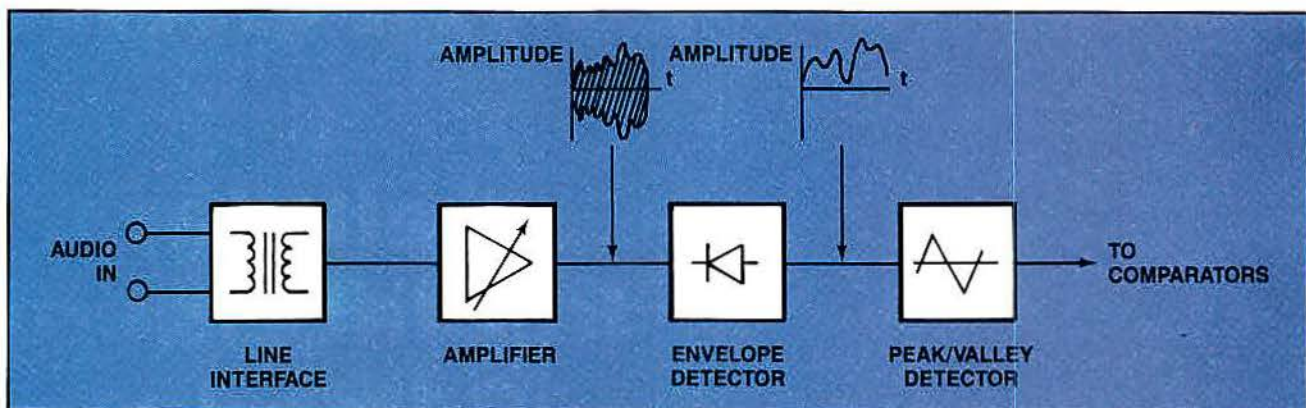 AMPLITUDE
t
AMPLITUDE
t
AUDIO
IN
TO
COMPARATORS
LINE
INTERFACE
AMPLIFIER
ENVELOPE
DETECTOR
PEAK/VALLEY
DETECTOR